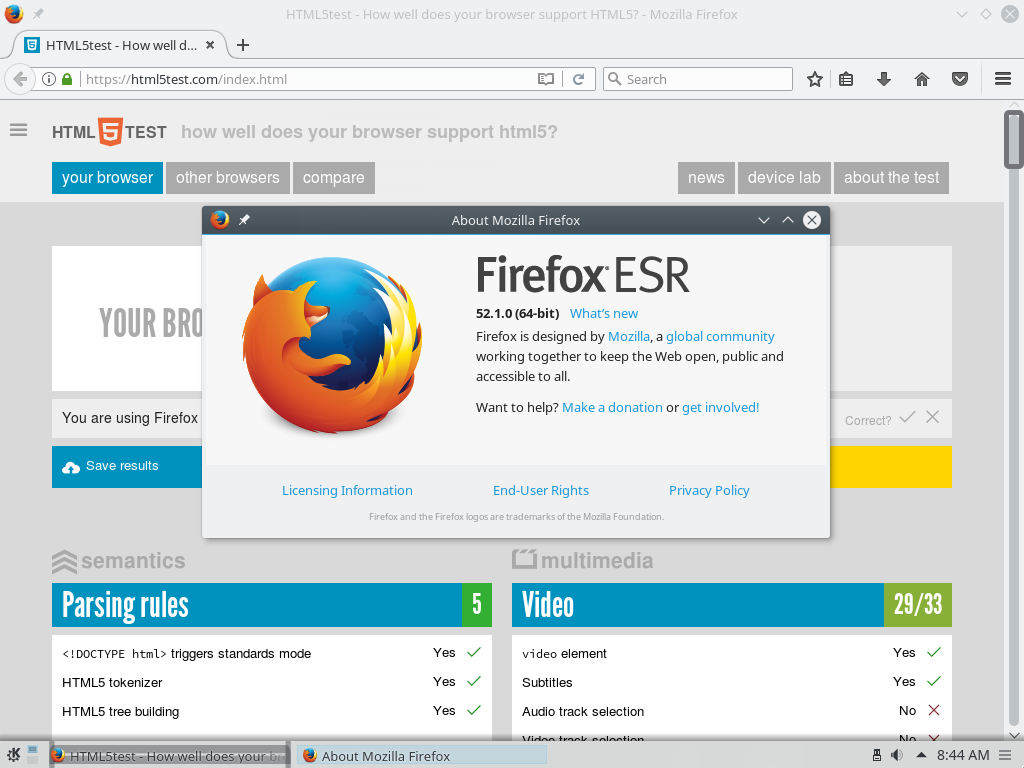 HTML5test - How well does your browser support HTML5? - Mozilla Firefox
HTML5test - How well d...
https://html5test.com/index.html
Search
HTML 5 TEST how well does your browser support html5?
your browser other browsers compare news device lab about the test
About Mozilla Firefox
Firefox ESR
YOUR BRO
52.1.0 (64-bit) What's new
Firefox is designed by Mozilla, a global community
working together to keep the Web open, public and
accessible to all.
Want to help? Make a donation or get involved!
You are using Firefox
Correct?
Save results
Licensing Information End-User Rights Privacy Policy
Firefox and the Firefox logos are trademarks of the Mozilla Foundation.
semantics
Parsing rules 5
<!DOCTYPE html> triggers standards mode Yes
HTML5 tokenizer Yes
HTML5 tree building Yes
multimedia
Video 29/33
video element Yes
Subtitles Yes
Audio track selection No
Video track selection No
HTML5test - How well does your
About Mozilla Firefox
8:44 AM